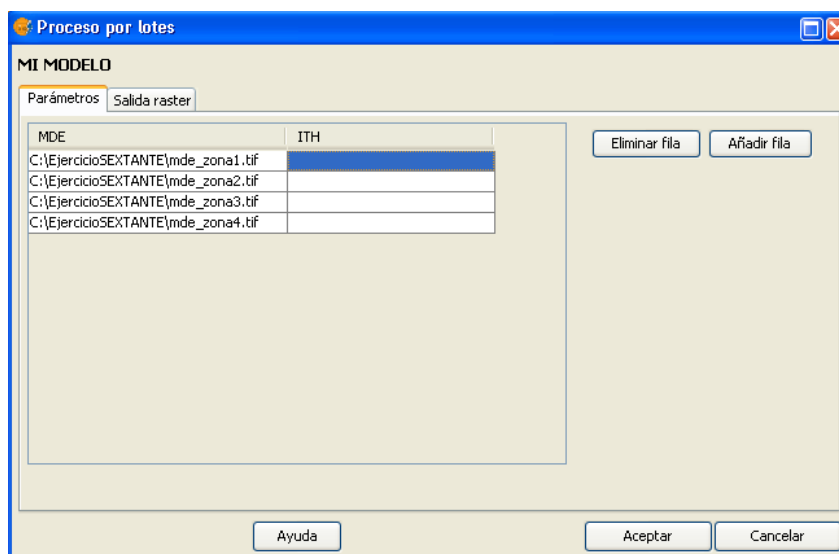 Proceso por lotes
MI MODELO
Parámetros Salida raster
MDE ITH
Eliminar fila Añadir fila
C:\EjercicioSEXTANTE\mde_zona1.tif
C:\EjercicioSEXTANTE\mde_zona2.tif
C:\EjercicioSEXTANTE\mde_zona3.tif
C:\EjercicioSEXTANTE\mde_zona4.tif
Ayuda Aceptar Cancelar